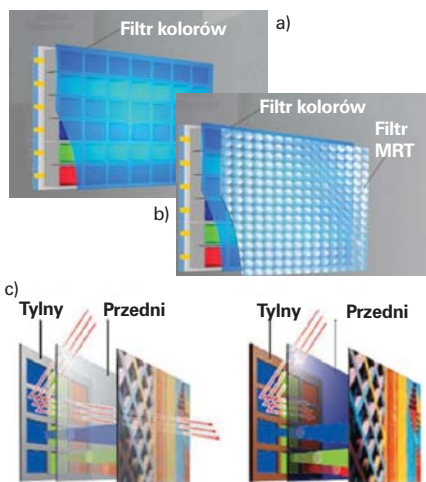 Filtr kolorów
a)
Filtr kolorów
Filtr
MRT
b)
c)
Tylny
Przedni
Tylny
Przedni